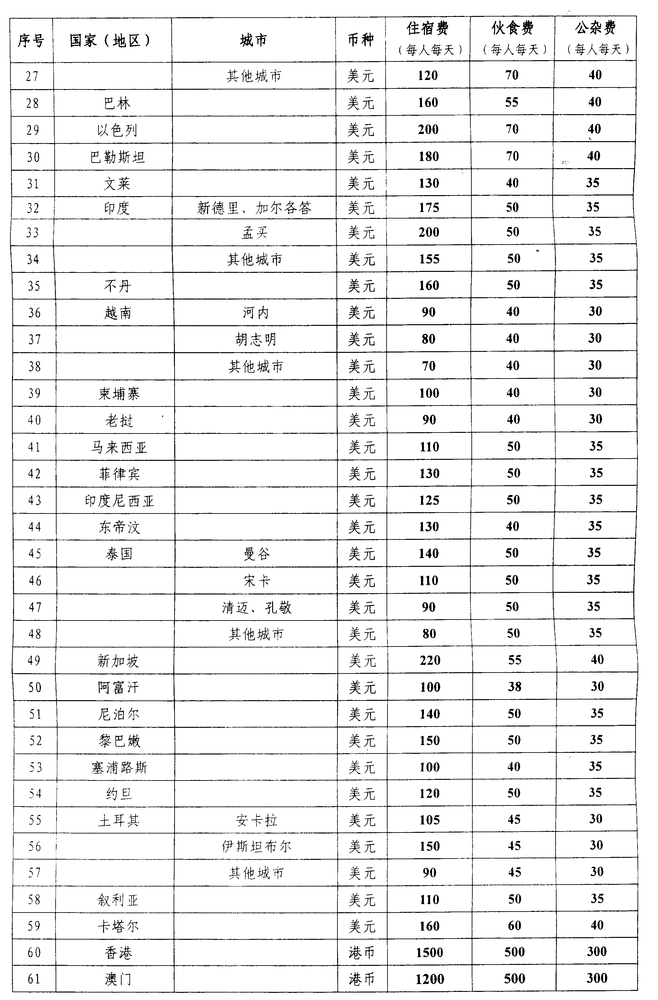 序号 国家（地区） 城市 币种 住宿费 伙食费 公杂费
（每人每天） （每人每天） （每人每天）
27 其他城市 美元 120 70 40
28 巴林 美元 160 55 40
29 以色列 美元 200 70 40
30 巴勒斯坦 美元 180 70 40
31 文莱 美元 130 40 35
32 印度 新德里、加尔各答 美元 175 50 35
33 孟买 美元 200 50 35
34 其他城市 美元 155 50 35
35 不丹 美元 160 50 35
36 越南 河内 美元 90 40 30
37 胡志明 美元 80 40 30
38 其他城市 美元 70 40 30
39 柬埔寨 美元 100 40 30
40 老挝 美元 90 40 30
41 马来西亚 美元 110 50 35
42 菲律宾 美元 130 50 35
43 印度尼西亚 美元 125 50 35
44 东帝汶 美元 130 40 35
45 泰国 曼谷 美元 140 50 35
46 宋卡 美元 110 50 35
47 清迈、孔敬 美元 90 50 35
48 其他城市 美元 80 50 35
49 新加坡 美元 220 55 40
50 阿富汗 美元 100 38 30
51 尼泊尔 美元 140 50 35
52 黎巴嫩 美元 150 50 35
53 塞浦路斯 美元 100 40 35
54 约旦 美元 120 50 35
55 土耳其 安卡拉 美元 105 45 30
56 伊斯坦布尔 美元 150 45 30
57 其他城市 美元 90 45 30
58 叙利亚 美元 110 50 35
59 卡塔尔 美元 160 60 40
60 香港 港币 1500 500 300
61 澳门 港币 1200 500 300